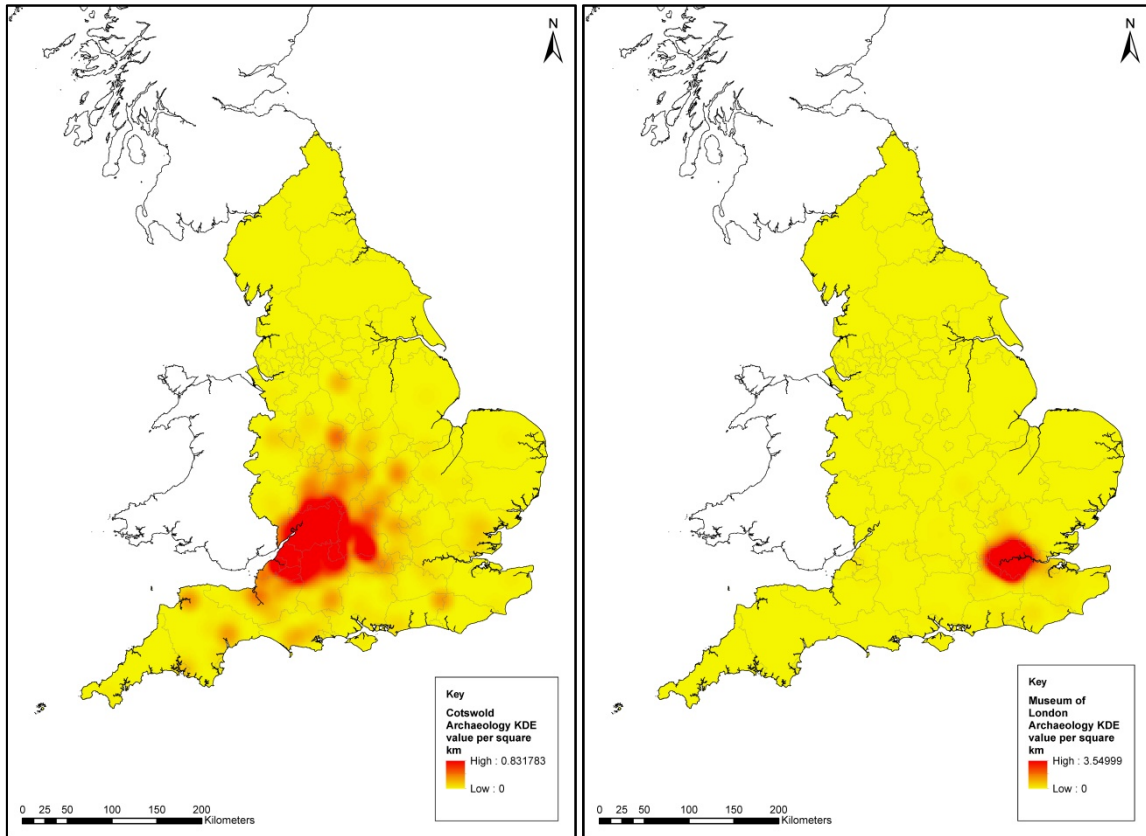 N
Key
Cotswold
Archaeology KDE
value per square
km
High : 0.831783
Low : 0
0 25 50 100 150 200
Kilometers
N
Key
Museum of
London
Archaeology KDE
value per square
km
High : 3.54999
Low : 0
0 25 50 100 150 200
Kilometers